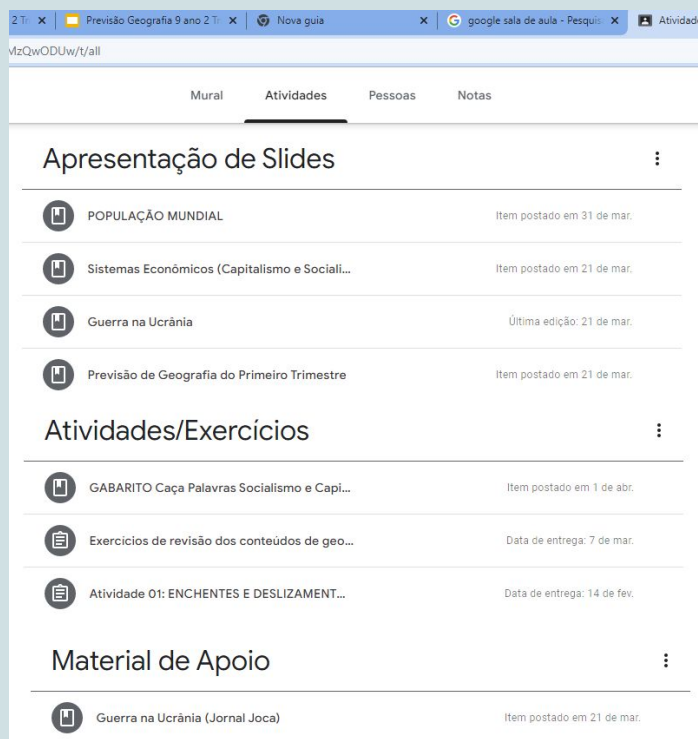 2 Tri
Previsão Geografia 9 ano 2 Tri
Nova guia
google sala de aula - Pesquis
Atividade
MzQwODUw/t/all
Mural Atividades Pessoas Notas
Apresentação de Slides
POPULAÇÃO MUNDIAL Item postado em 31 de mar.
Sistemas Econômicos (Capitalismo e Sociali... Item postado em 21 de mar.
Guerra na Ucrânia Última edição: 21 de mar.
Previsão de Geografia do Primeiro Trimestre Item postado em 21 de mar.
Atividades/Exercícios
GABARITO Caça Palavras Socialismo e Capi... Item postado em 1 de abr.
Exercícios de revisão dos conteúdos de geo... Data de entrega: 7 de mar.
Atividade 01: ENCHENTES E DESLIZAMENT... Data de entrega: 14 de fev.
Material de Apoio
Guerra na Ucrânia (Jornal Joca) Item postado em 21 de mar.